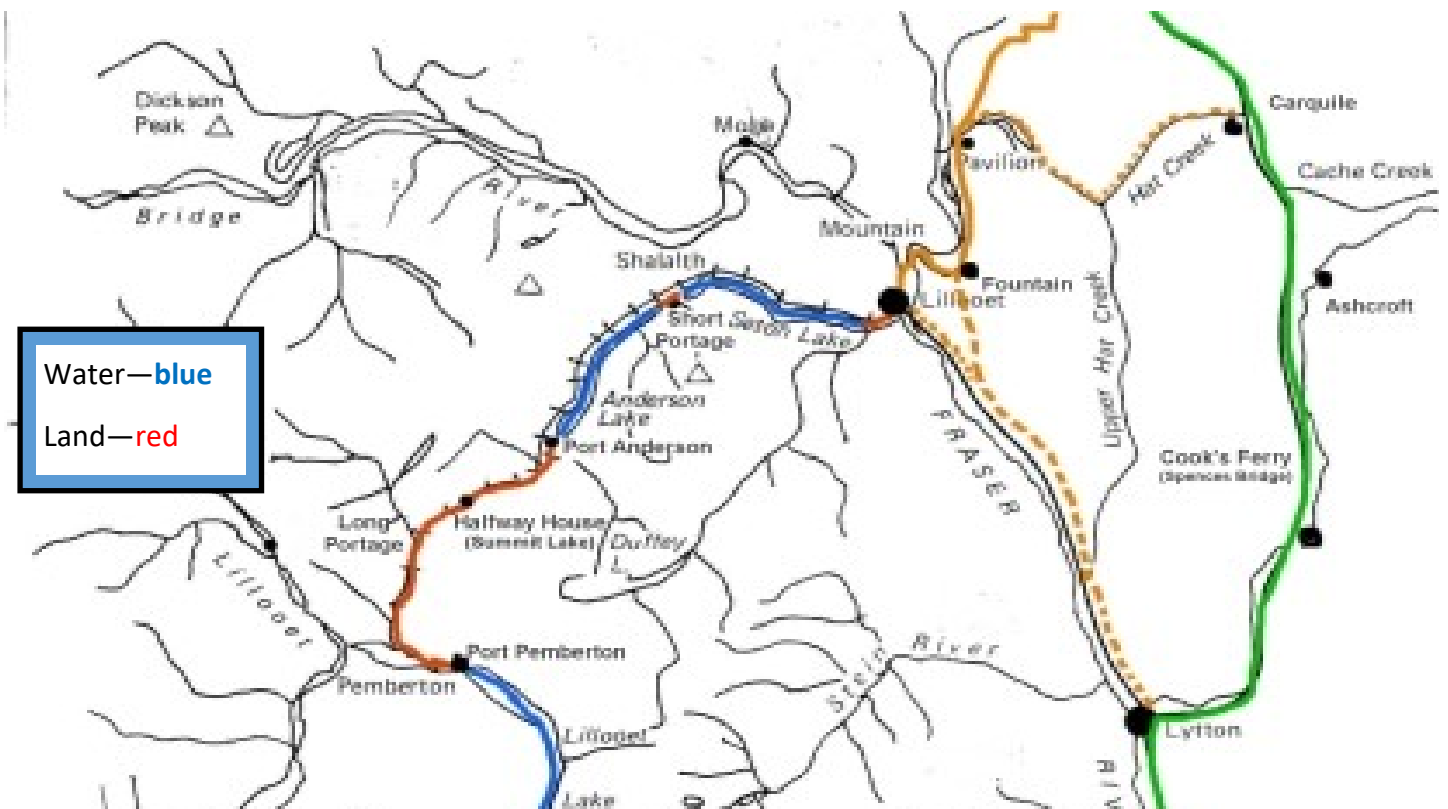 Dickson
Peak
Bridge
River
Moha
Mountain
Shalalth
Pavilion
Carquile
Hat Creek
Cache Creek
Lillooet
Fountain
Ashcroft
Upper Hat Creek
Short
Portage
Seton Lake
Water—blue
Land—red
Anderson
Lake
Port Anderson
FRASER
Cook's Ferry
(Spences Bridge)
Long
Portage
Halfway House
(Summit Lake)
Duffey
L.
Lillooet
Port Pemberton
Pemberton
Stein River
Lillooet
Lake
Lytton
RIV